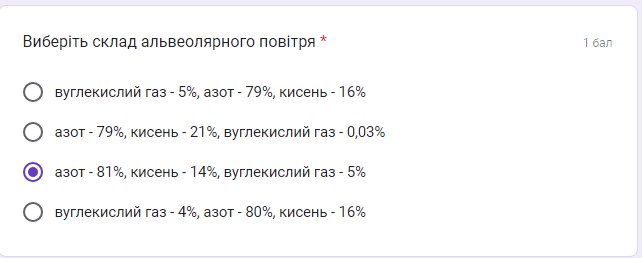 Виберіть склад альвеолярного повітря *
1 бал
вуглекислий газ - 5%, азот - 79%, кисень - 16%
азот - 79%, кисень - 21%, вуглекислий газ - 0,03%
азот - 81%, кисень - 14%, вуглекислий газ - 5%
вуглекислий газ - 4%, азот - 80%, кисень - 16%